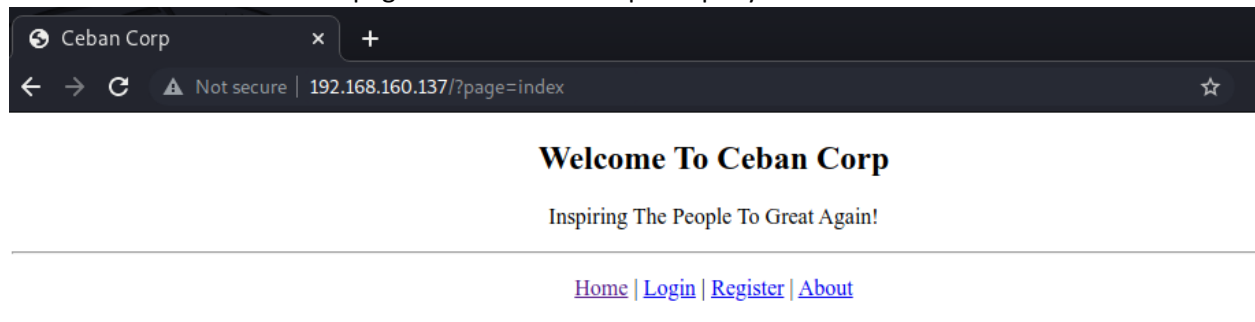 Ceban Corp
Not secure | 192.168.160.137/?page=index
Welcome To Ceban Corp
Inspiring The People To Great Again!
Home | Login | Register | About